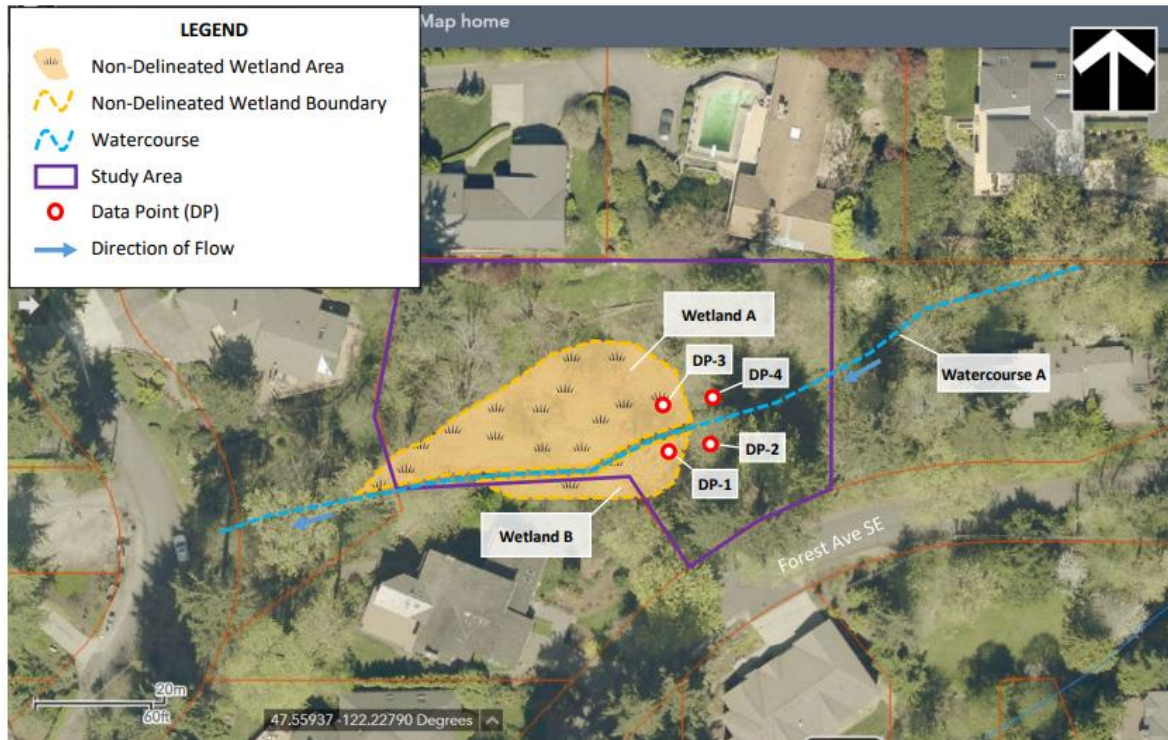 Map home
LEGEND
Non-Delineated Wetland Area
Non-Delineated Wetland Boundary
Watercourse
Study Area
Data Point (DP)
Direction of Flow
Wetland A
DP-3
DP-4
Watercourse A
DP-2
DP-1
Wetland B
Forest Ave SE
20m
60ft
47.55937 -122.22790 Degrees